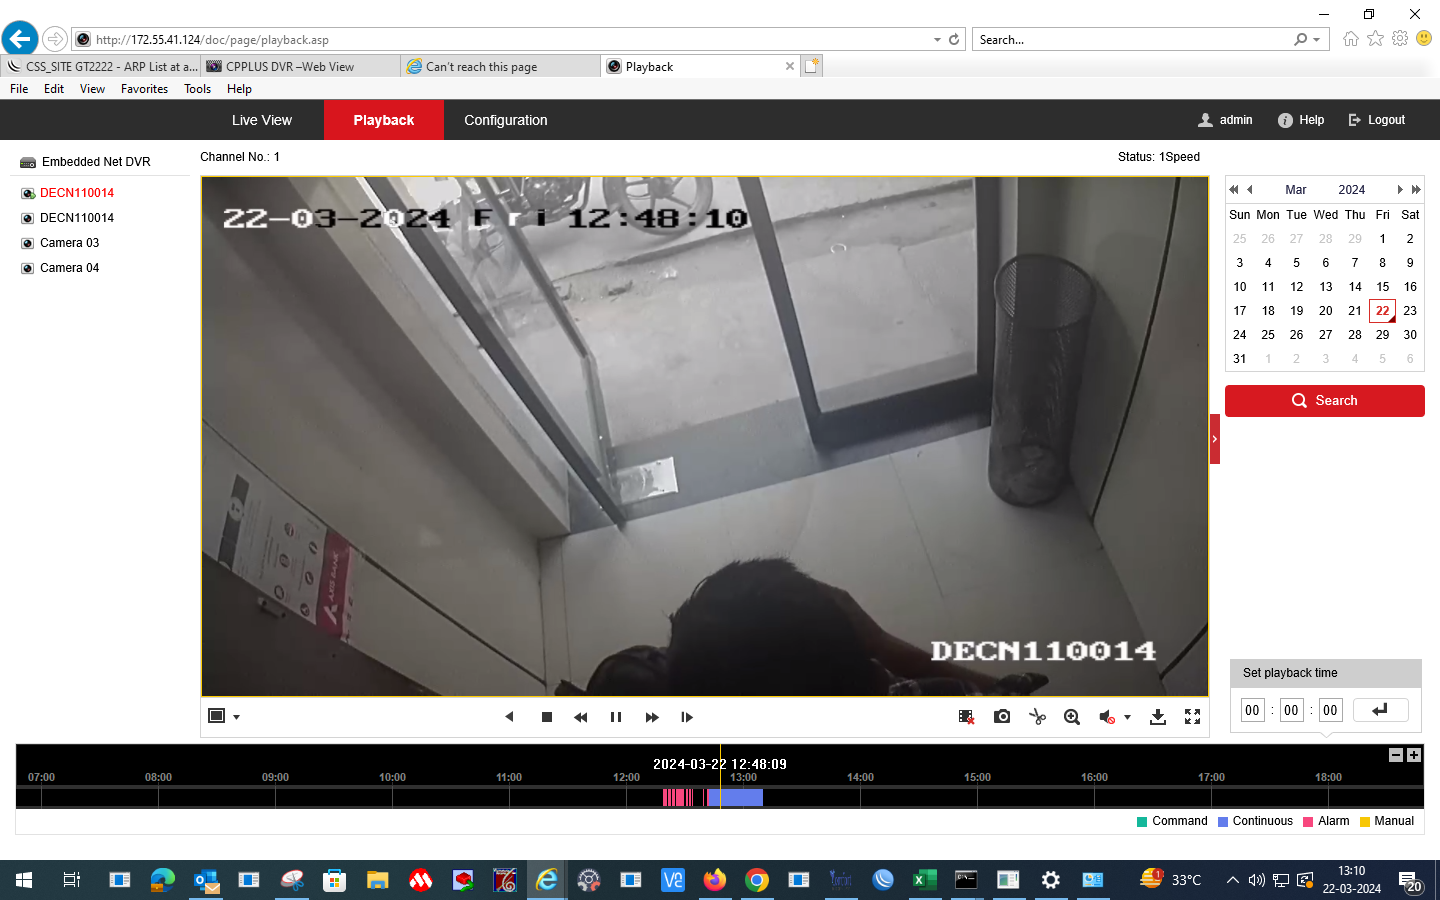 http://172.55.41.124/doc/page/playback.asp
Search...
CSS_SITE GT2222 - ARP List at a...
CPPLUS DVR –Web View
Can't reach this page
Playback
File Edit View Favorites Tools Help
Live View Playback Configuration
admin Help Logout
Embedded Net DVR
DECN110014
DECN110014
Camera 03
Camera 04
Channel No.: 1
Status: 1Speed
22-03-2024 Fri 12:48:10
AXIS BANK
DECN110014
Mar 2024
Sun Mon Tue Wed Thu Fri Sat
25 26 27 28 29 1 2
3 4 5 6 7 8 9
10 11 12 13 14 15 16
17 18 19 20 21 22 23
24 25 26 27 28 29 30
31 1 2 3 4 5 6
Search
Set playback time
00 : 00 : 00
2024-03-22 12:48:09
07:00 08:00 09:00 10:00 11:00 12:00 13:00 14:00 15:00 16:00 17:00 18:00
Command Continuous Alarm Manual
33°C
13:10
22-03-2024
20